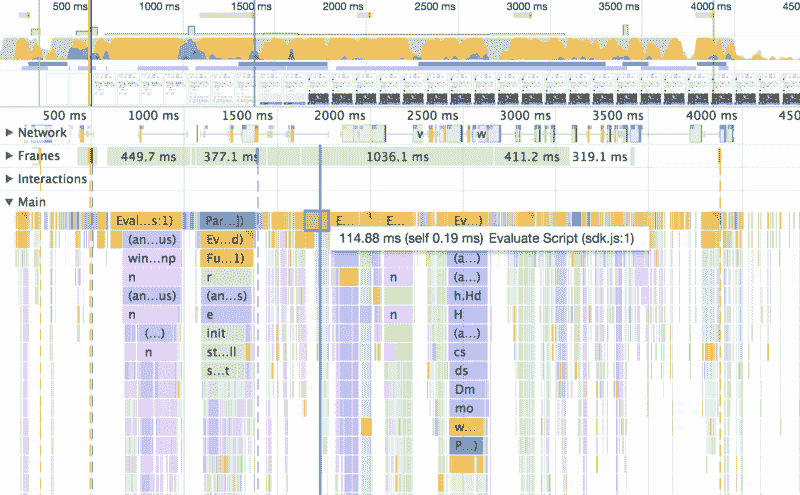 500 ms 1000 ms 1500 ms 2000 ms 2500 ms 3000 ms 3500 ms 4000 ms 450
500 ms 1000 ms 1500 ms 2000 ms 2500 ms 3000 ms 3500 ms 4000 ms 450
Network v w
Frames 449.7 ms 377.1 ms 1036.1 ms 411.2 ms 319.1 ms
Interactions
Main
Eval...s:1) Par...]) E... E... Ev...)
(an...us) Ev...d) 114.88 ms (self 0.19 ms) Evaluate Script (sdk.js:1)
win...np Fu...1) (a...)
n r n (a...)
(an...us) (an...s) h.Hd
n e n H
(...) init (a...)
n st...ll cs
s...t ds
Dm
mo
w...
P...)